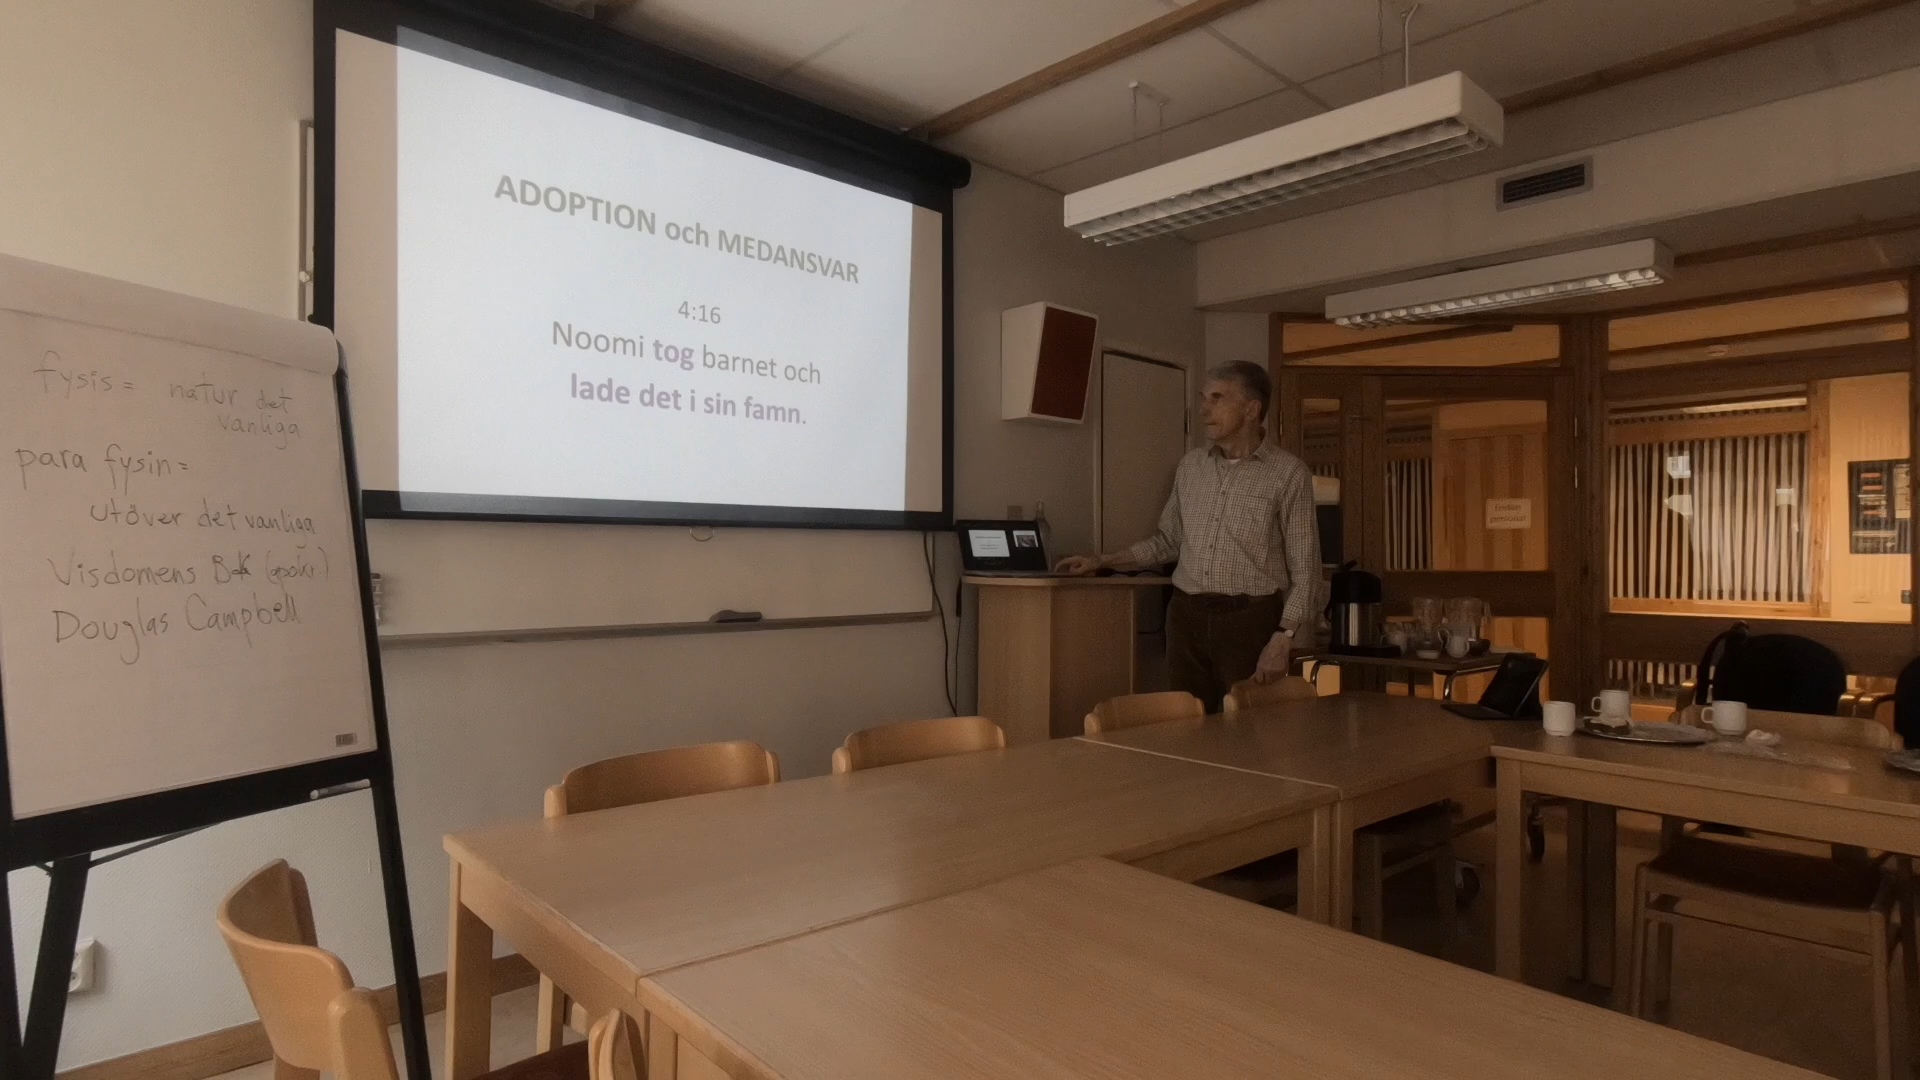 fysis = natur det
vanliga
para fysin =
utöver det vanliga
Visdomens Bok (apokr.)
Douglas Campbell
ADOPTION och MEDANSVAR
4:16
Noomi tog barnet och
lade det i sin famn.